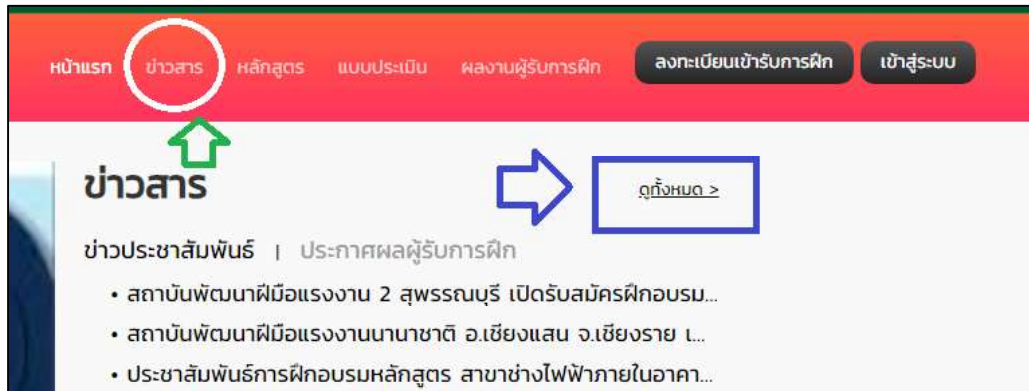 หน้าแรก ข่าวสาร หลักสูตร แบบประเมิน ผลงานผู้รับการฝึก ลงทะเบียนเข้ารับการฝึก เข้าสู่ระบบ
ข่าวสาร ดูทั้งหมด >
ข่าวประชาสัมพันธ์ | ประกาศผลผู้รับการฝึก
• สถาบันพัฒนาฝีมือแรงงาน 2 สุพรรณบุรี เปิดรับสมัครฝึกอบรม...
• สถาบันพัฒนาฝีมือแรงงานนานาชาติ อ.เชียงแสน จ.เชียงราย เ...
• ประชาสัมพันธ์การฝึกอบรมหลักสูตร สาขาช่างไฟฟ้าภายในอาคา...